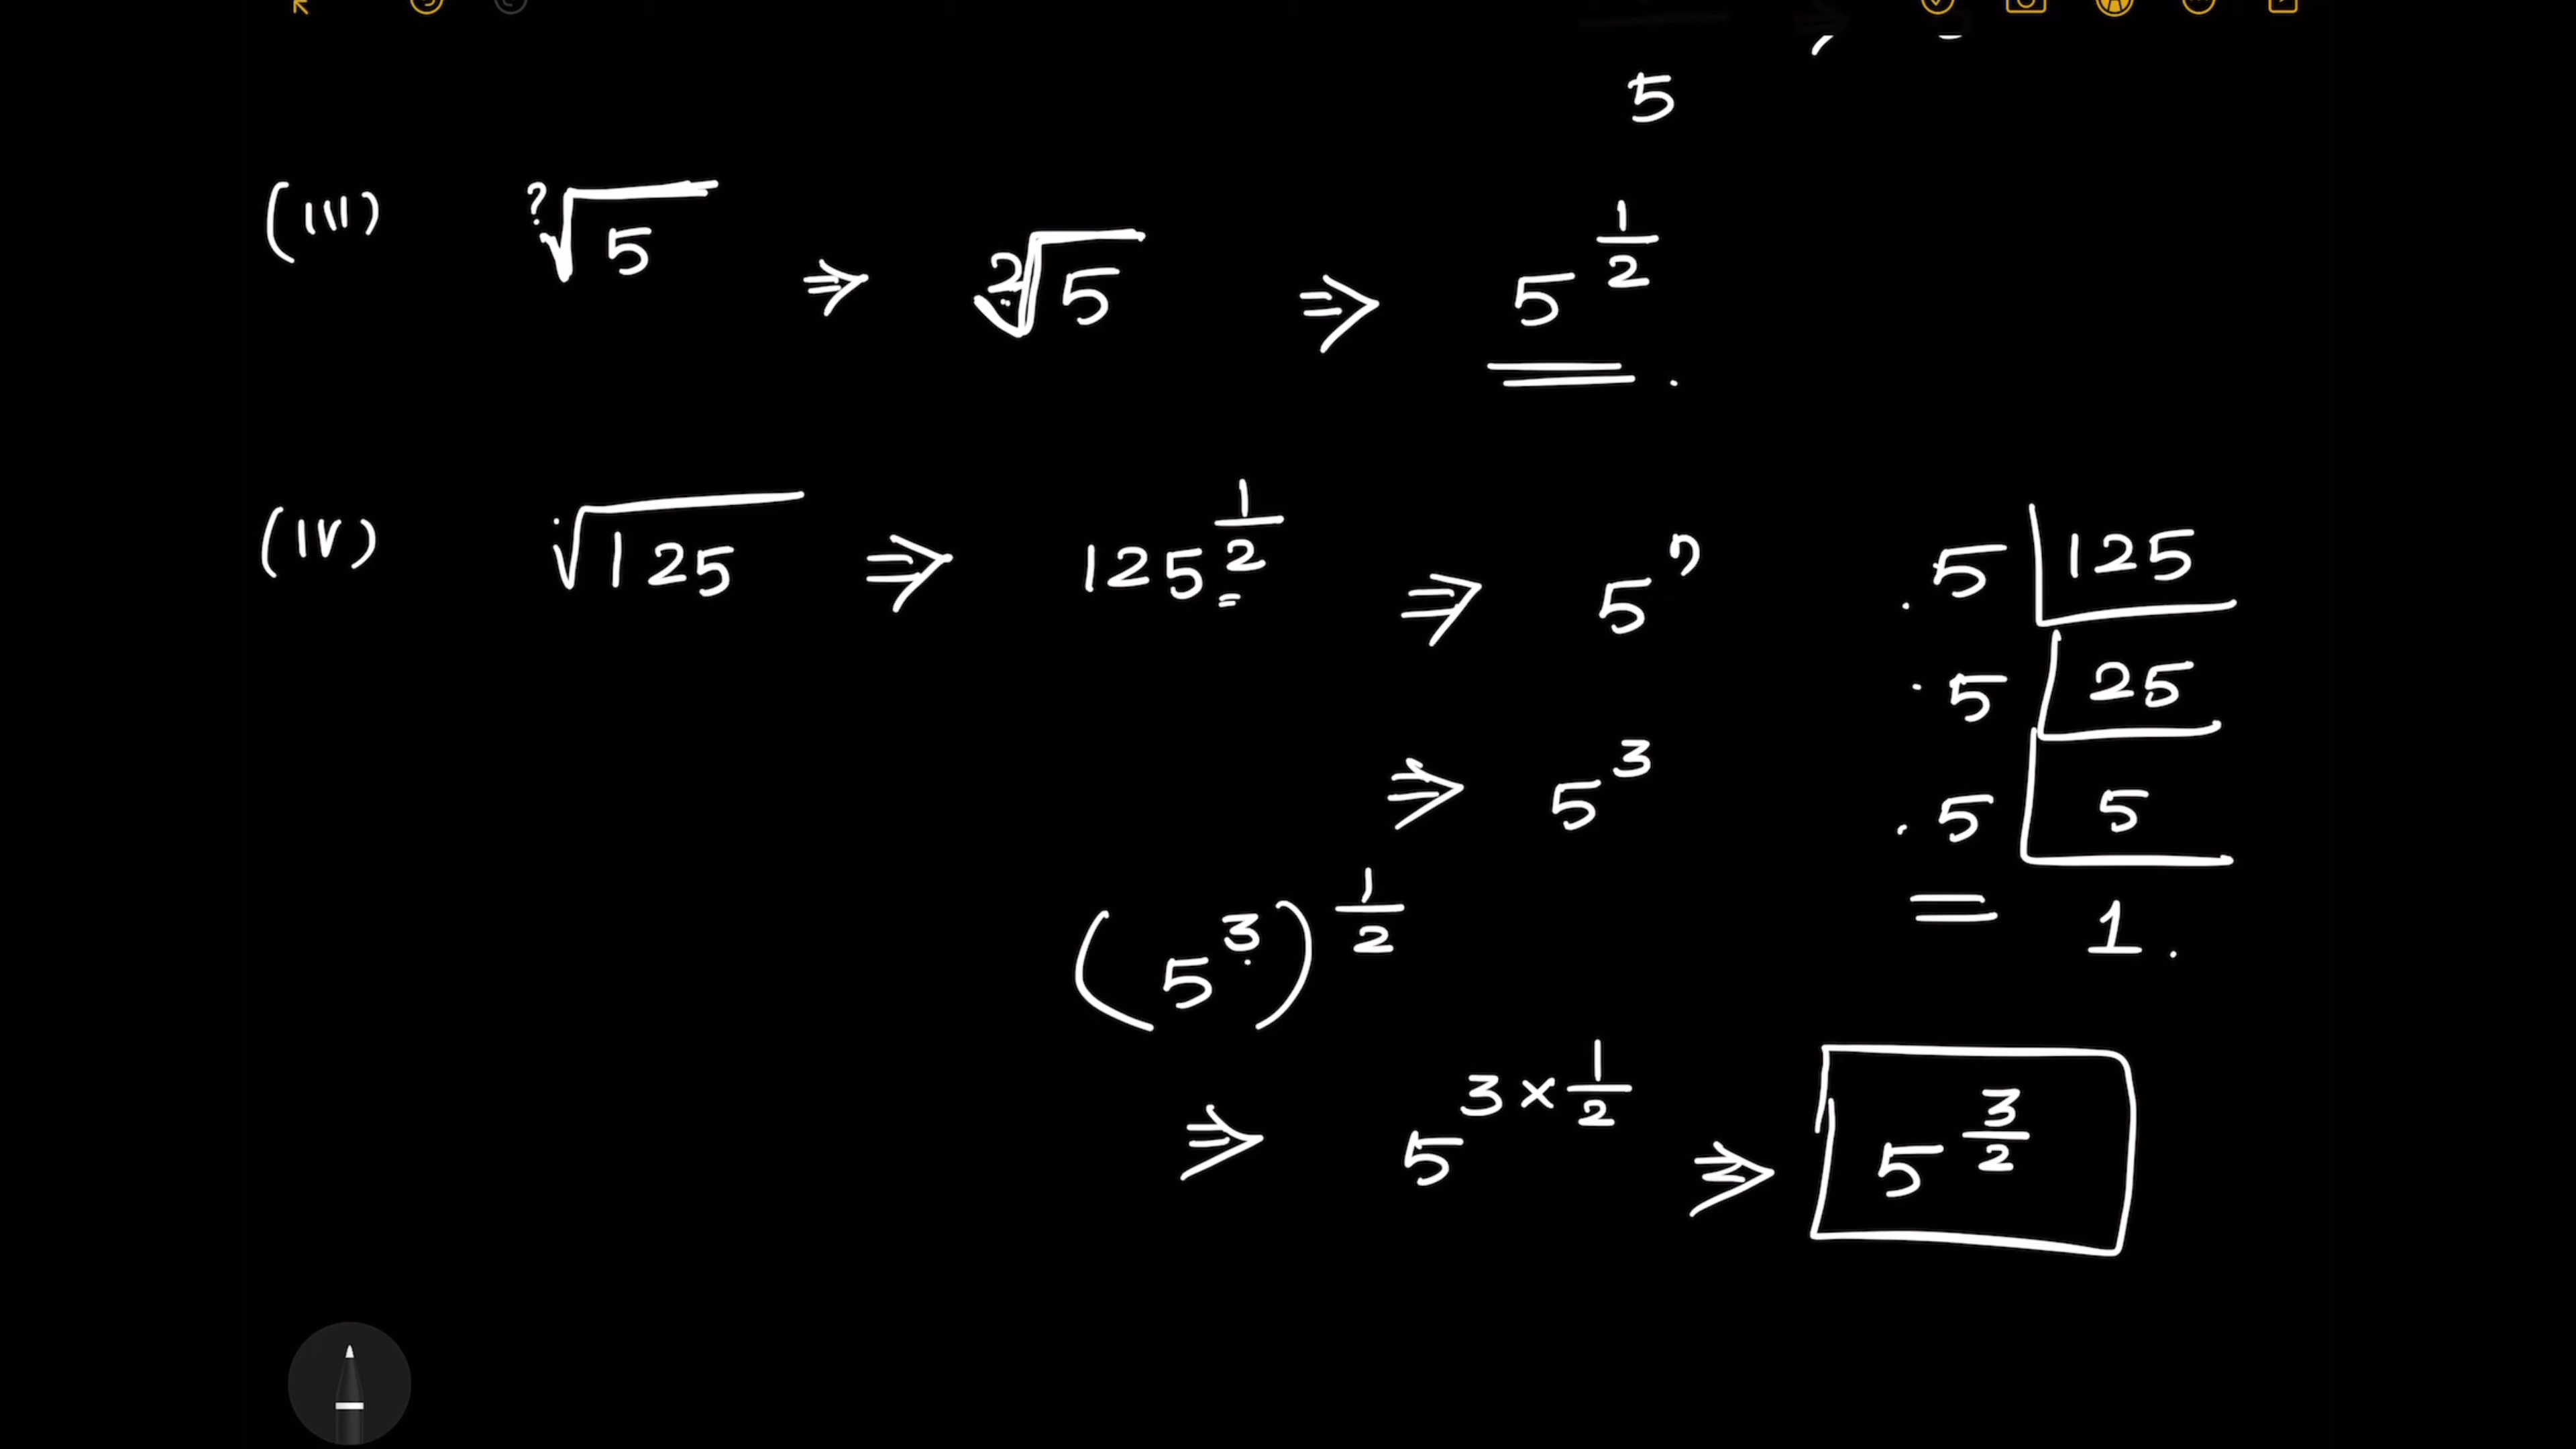 5
(III) ?√5 ⇒ 2√5 ⇒ 5^(1/2)
(IV) √125 ⇒ 125^(1/2) ⇒ 5^? 5 | 125
5 | 25
⇒ 5^3 5 | 5
= 1.
(5^3)^(1/2)
⇒ 5^(3×1/2) ⇒ 5^(3/2)